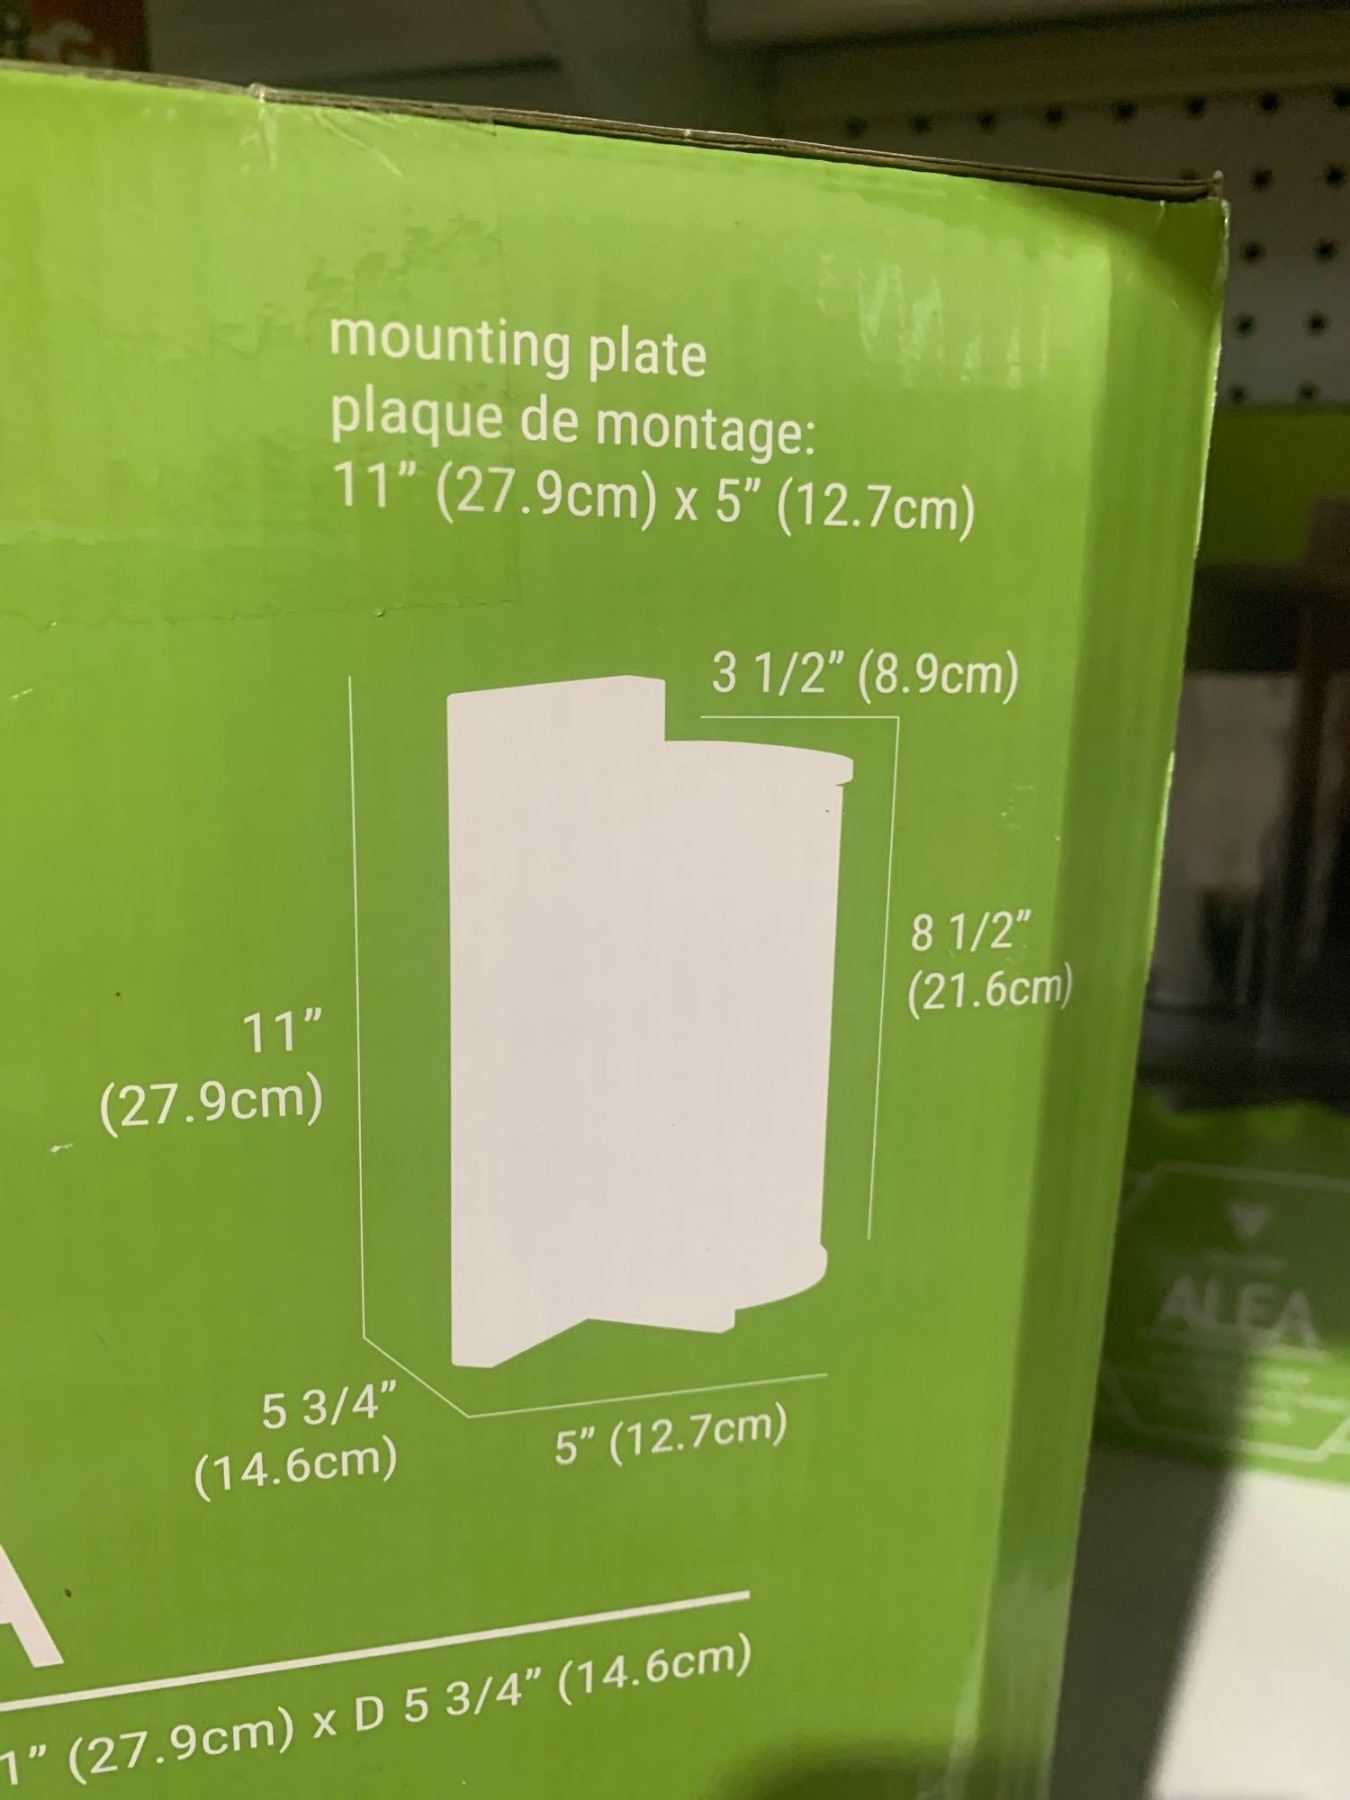 mounting plate
plaque de montage:
11” (27.9cm) x 5” (12.7cm)
3 1/2” (8.9cm)
8 1/2”
(21.6cm)
11”
(27.9cm)
5 3/4”
(14.6cm)
5” (12.7cm)
A
1” (27.9cm) x D 5 3/4” (14.6cm)
ALEA